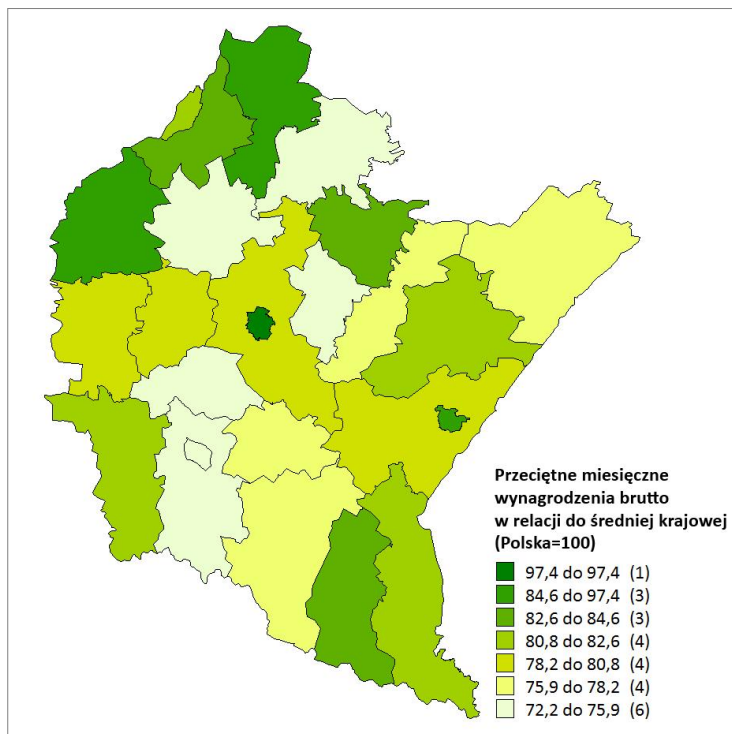 Przeciętne miesięczne
wynagrodzenia brutto
w relacji do średniej krajowej
(Polska=100)
97,4 do 97,4 (1)
84,6 do 97,4 (3)
82,6 do 84,6 (3)
80,8 do 82,6 (4)
78,2 do 80,8 (4)
75,9 do 78,2 (4)
72,2 do 75,9 (6)